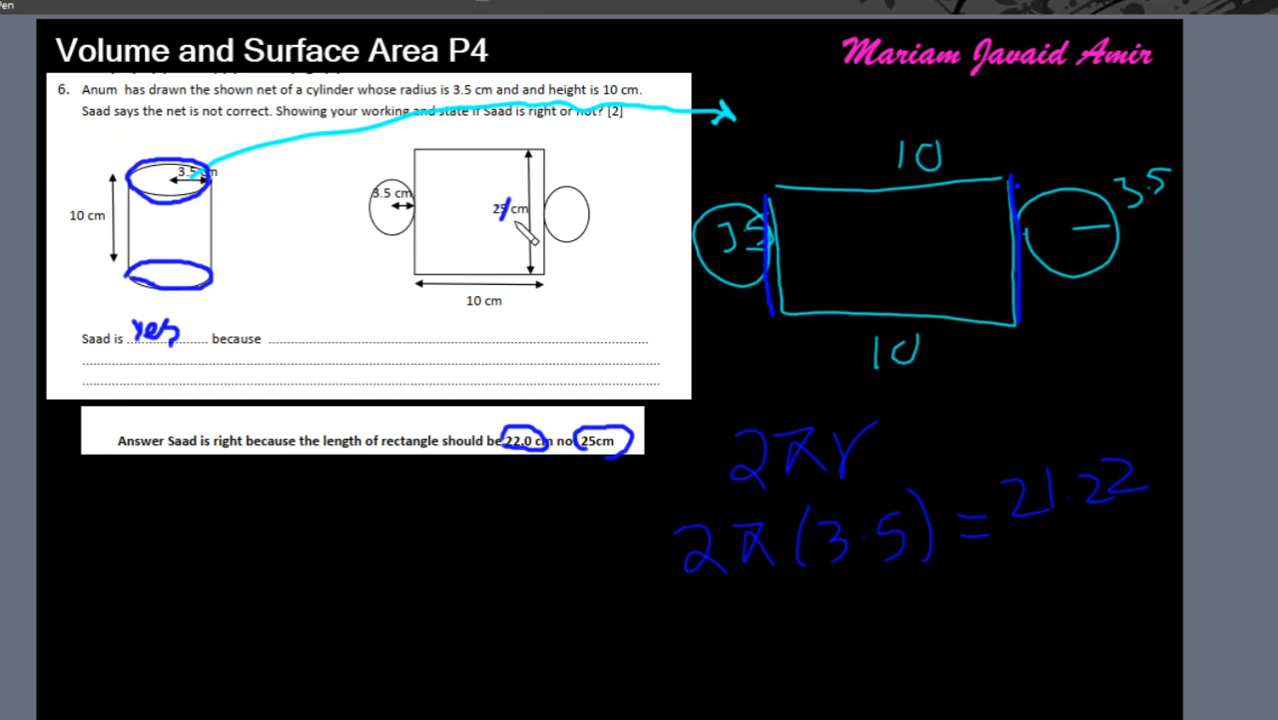 Pen
Volume and Surface Area P4
Mariam Javaid Amir
6. Anum has drawn the shown net of a cylinder whose radius is 3.5 cm and and height is 10 cm.
Saad says the net is not correct. Showing your working and state if Saad is right or not? [2]
3.5 cm
10 cm
3.5 cm
25 cm
10 cm
10
3.5
3.5
10
Saad is yes because
Answer Saad is right because the length of rectangle should be 22.0 cm no 25cm
2πr
2π(3.5) = 21.22